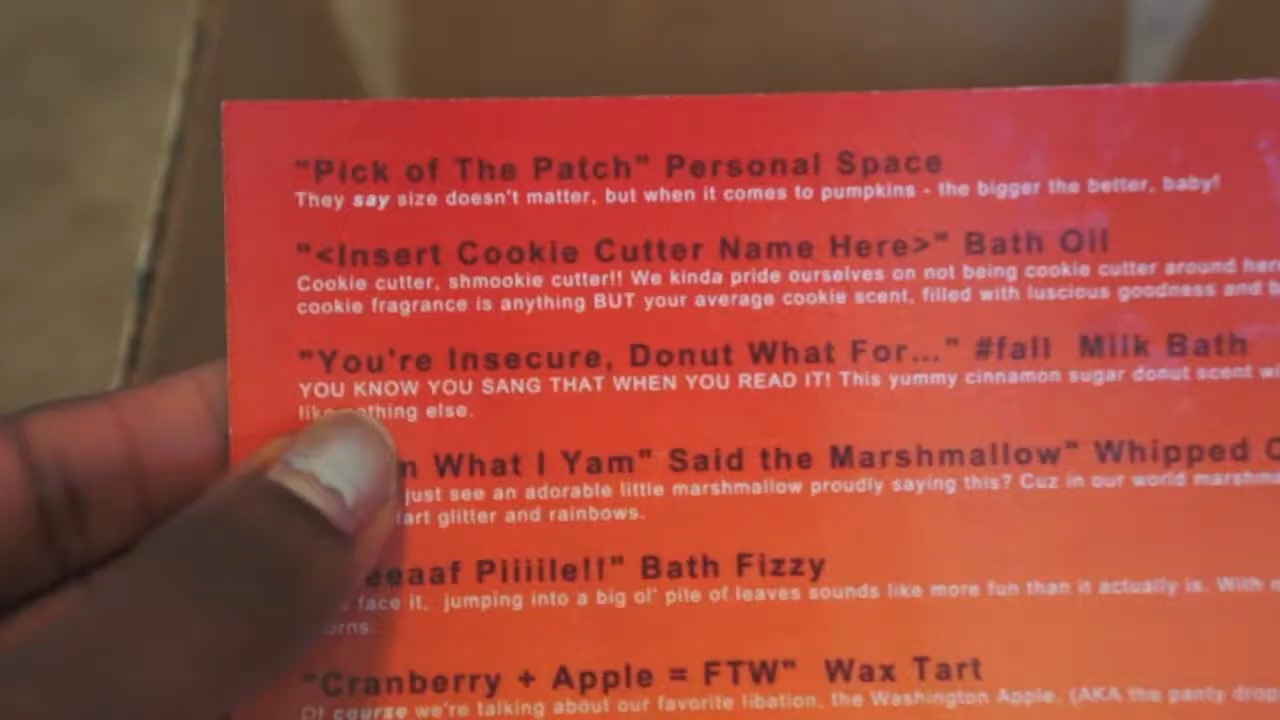 "Pick of The Patch" Personal Space
They say size doesn't matter, but when it comes to pumpkins - the bigger the better, baby!
"<Insert Cookie Cutter Name Here>" Bath Oil
Cookie cutter, shmookie cutter!! We kinda pride ourselves on not being cookie cutter around here
cookie fragrance is anything BUT your average cookie scent, filled with luscious goodness and
"You're Insecure, Donut What For..." #fall Milk Bath
YOU KNOW YOU SANG THAT WHEN YOU READ IT! This yummy cinnamon sugar donut scent
like nothing else.
What I Yam" Said the Marshmallow" Whipped
just see an adorable little marshmallow proudly saying this? Cuz in our world
glitter and rainbows.
Piiiile!!" Bath Fizzy
face it, jumping into a big ol' pile of leaves sounds like more fun than it actually is. With
"Cranberry + Apple = FTW" Wax Tart
Of course we're talking about our favorite libation, the Washington Apple. (AKA the panty